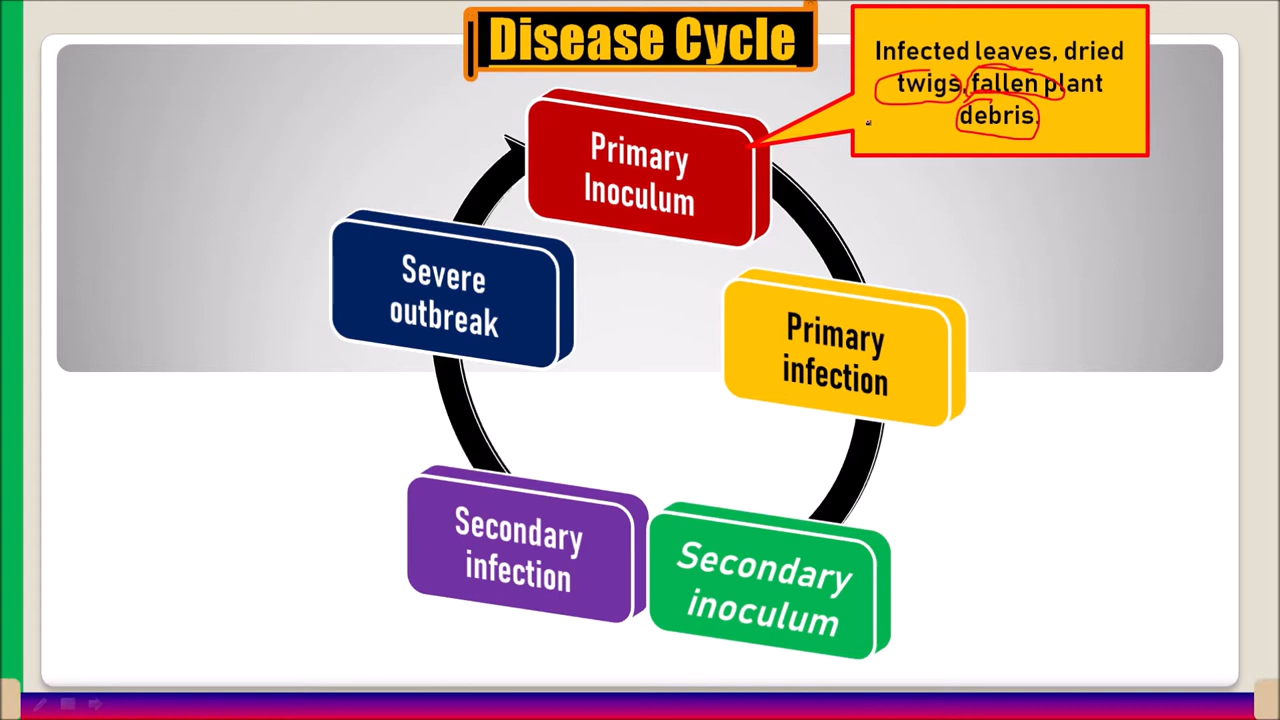 Disease Cycle
Infected leaves, dried
twigs, fallen plant
debris.
Primary
Inoculum
Severe
outbreak
Primary
infection
Secondary
infection
Secondary
inoculum